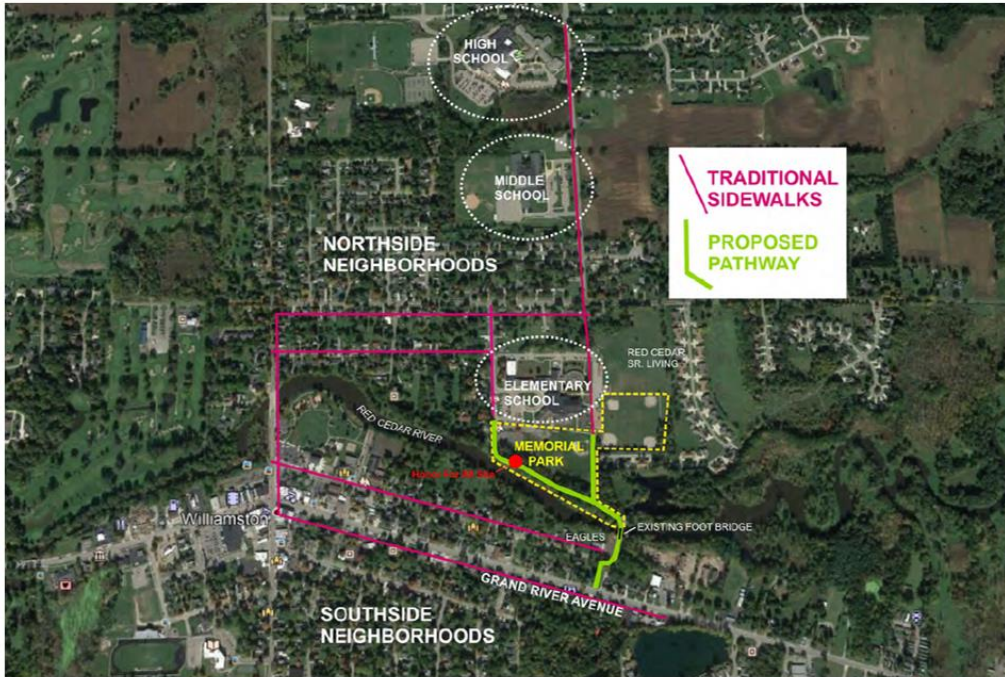 HIGH
SCHOOL
MIDDLE
SCHOOL
TRADITIONAL
SIDEWALKS
PROPOSED
PATHWAY
NORTHSIDE
NEIGHBORHOODS
RED CEDAR
SR. LIVING
ELEMENTARY
SCHOOL
RED CEDAR RIVER
MEMORIAL
PARK
Williamston
EXISTING FOOT BRIDGE
EAGLES
GRAND RIVER AVENUE
SOUTHSIDE
NEIGHBORHOODS